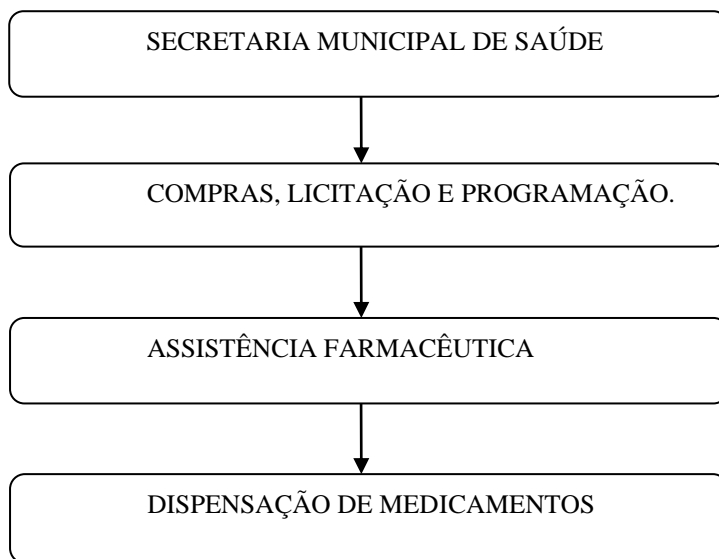 SECRETARIA MUNICIPAL DE SAÚDE
COMPRAS, LICITAÇÃO E PROGRAMAÇÃO.
ASSISTÊNCIA FARMACÊUTICA
DISPENSAÇÃO DE MEDICAMENTOS